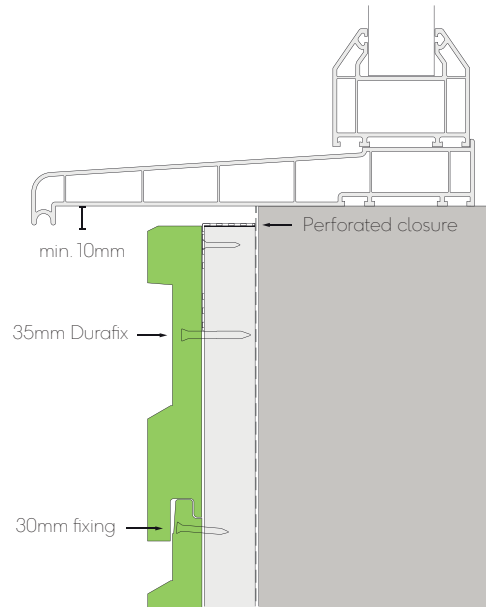 Perforated closure
min. 10mm
35mm Durafix
30mm fixing